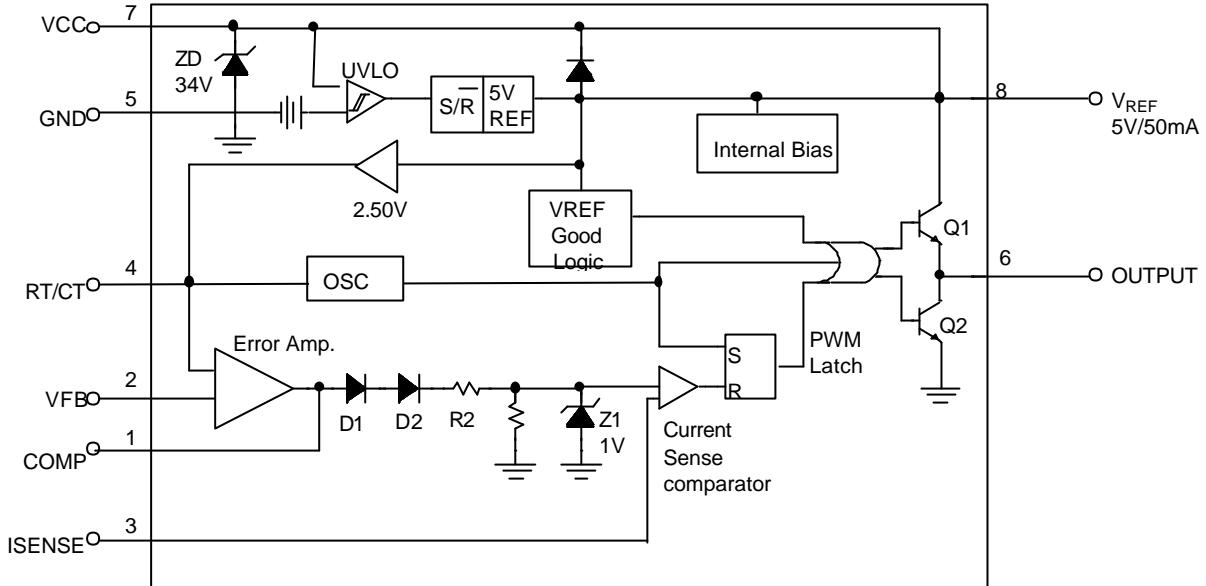 VCC
7
ZD
34V
UVLO
GND
5
S/R
5V
REF
8
VREF
5V/50mA
Internal Bias
2.50V
VREF
Good
Logic
Q1
RT/CT
4
OSC
6
OUTPUT
Q2
Error Amp.
S
R
PWM
Latch
VFB
2
D1
D2
R2
Z1
1V
Current
Sense
comparator
COMP
1
ISENSE
3